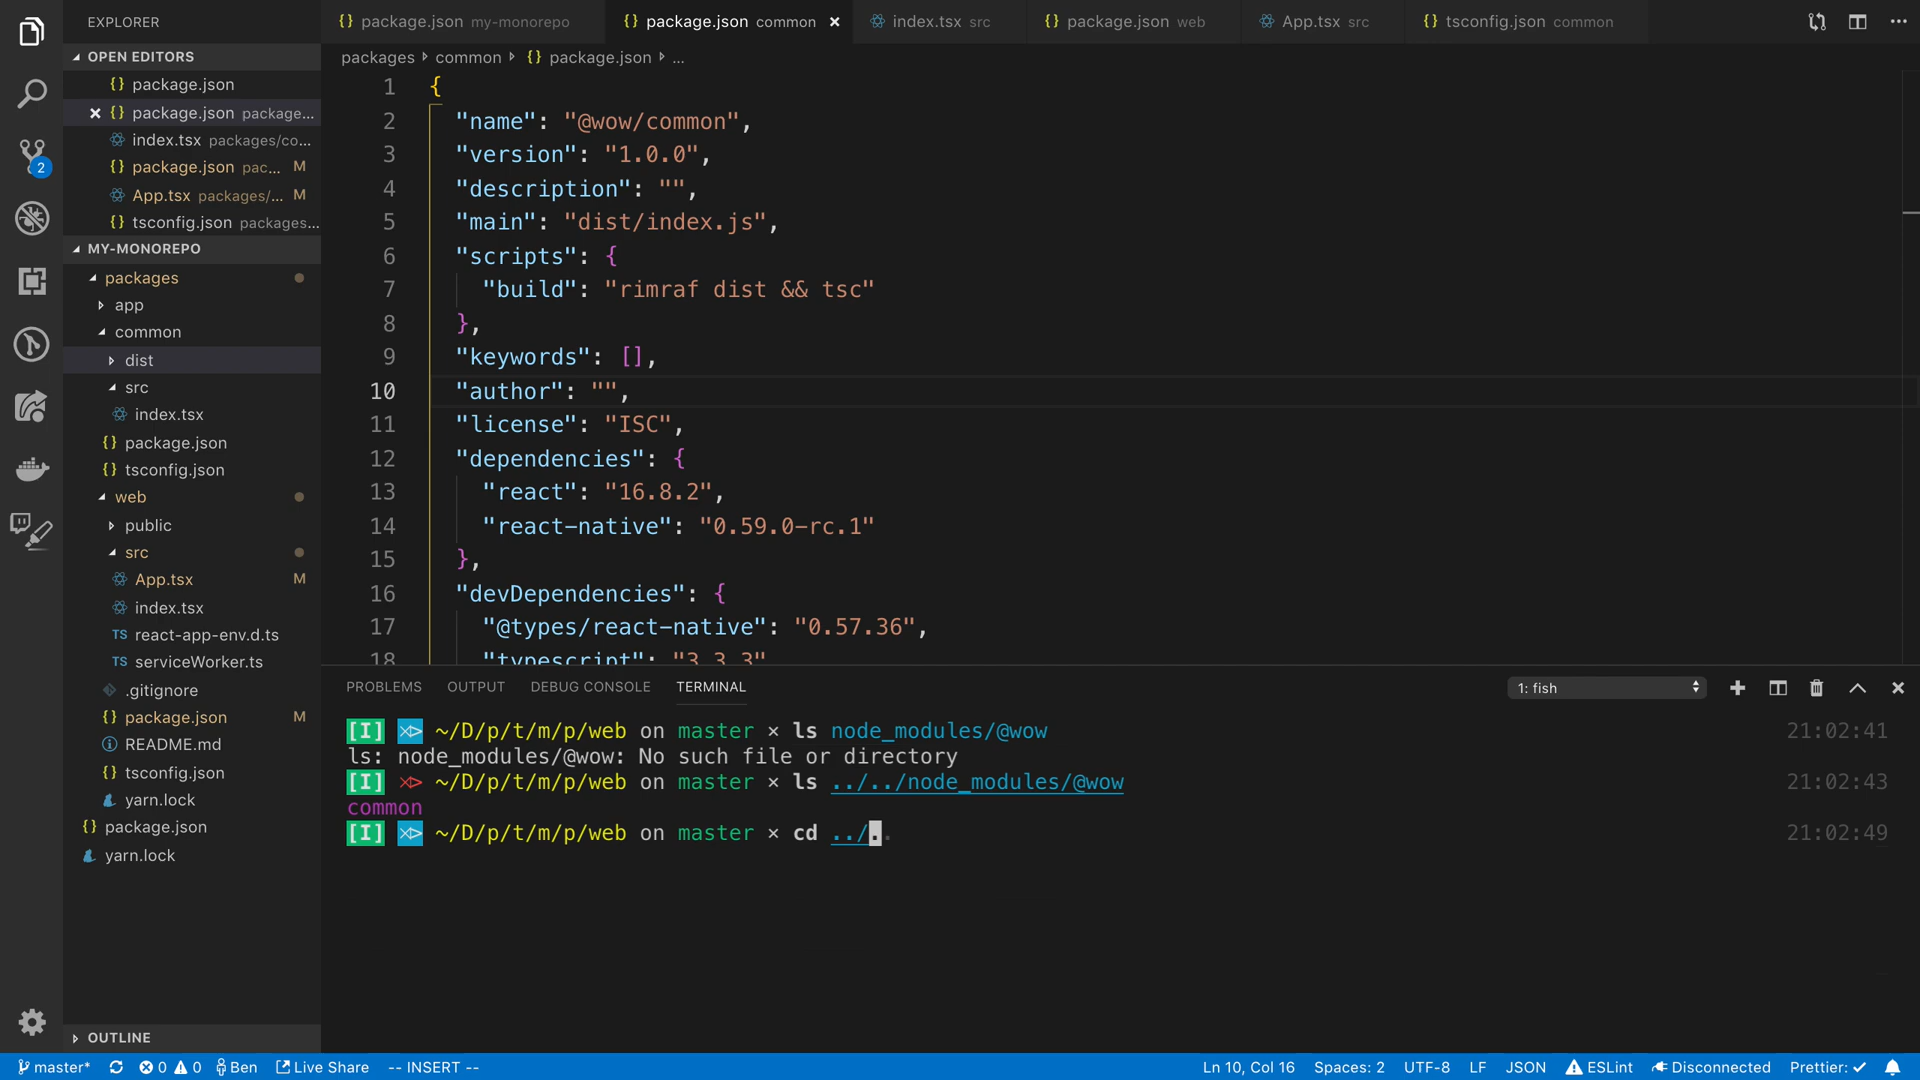 EXPLORER
OPEN EDITORS
package.json
package.json package...
index.tsx packages/co...
package.json pac... M
App.tsx packages/... M
tsconfig.json packages...
MY-MONOREPO
packages
app
common
dist
src
index.tsx
package.json
tsconfig.json
web
public
src
App.tsx M
index.tsx
TS react-app-env.d.ts
TS serviceWorker.ts
.gitignore
package.json M
README.md
tsconfig.json
yarn.lock
package.json
yarn.lock
OUTLINE
2
{} package.json my-monorepo
{} package.json common ×
index.tsx src
{} package.json web
App.tsx src
{} tsconfig.json common
packages common {} package.json ...
1 {
2 "name": "@wow/common",
3 "version": "1.0.0",
4 "description": "",
5 "main": "dist/index.js",
6 "scripts": {
7 "build": "rimraf dist && tsc"
8 },
9 "keywords": [],
10 "author": "",
11 "license": "ISC",
12 "dependencies": {
13 "react": "16.8.2",
14 "react-native": "0.59.0-rc.1"
15 },
16 "devDependencies": {
17 "@types/react-native": "0.57.36",
18 "typescript": "3.3.3"
PROBLEMS OUTPUT DEBUG CONSOLE TERMINAL 1: fish
[I] ~/D/p/t/m/p/web on master × ls node_modules/@wow 21:02:41
ls: node_modules/@wow: No such file or directory
[I] ~/D/p/t/m/p/web on master × ls ../../node_modules/@wow 21:02:43
common
[I] ~/D/p/t/m/p/web on master × cd ../.. 21:02:49
master* 0 0 Ben Live Share -- INSERT -- Ln 10, Col 16 Spaces: 2 UTF-8 LF JSON ESLint Disconnected Prettier: ✓